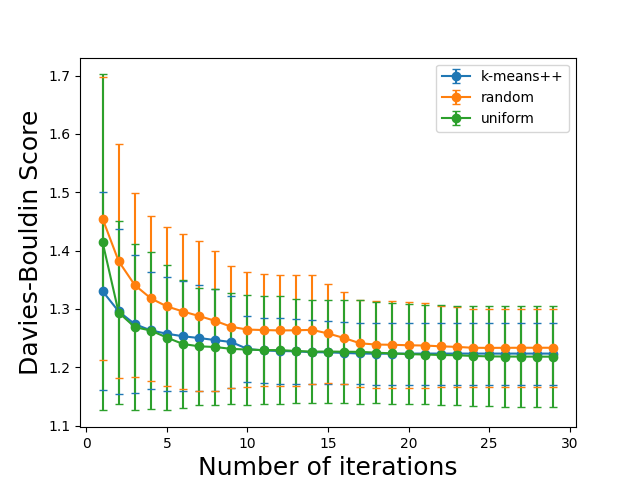 1.7
1.6
1.5
1.4
1.3
1.2
1.1
Davies-Bouldin Score
k-means++
random
uniform
0 5 10 15 20 25 30
Number of iterations